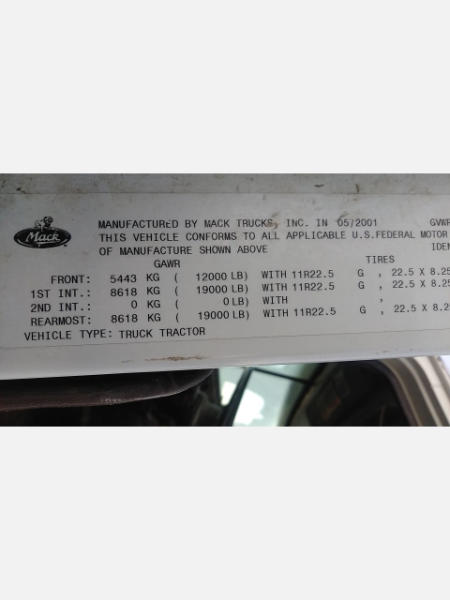 Mack
MANUFACTURED BY MACK TRUCKS, INC. IN 05/2001 GVWR
THIS VEHICLE CONFORMS TO ALL APPLICABLE U.S.FEDERAL MOTOR
OF MANUFACTURE SHOWN ABOVE IDEN
GAWR TIRES
FRONT: 5443 KG ( 12000 LB) WITH 11R22.5 G , 22.5 X 8.25
1ST INT.: 8618 KG ( 19000 LB) WITH 11R22.5 G , 22.5 X 8.25
2ND INT: 0 KG ( 0 LB) WITH ,
REARMOST: 8618 KG ( 19000 LB) WITH 11R22.5 G , 22.5 X 8.25
VEHICLE TYPE: TRUCK TRACTOR